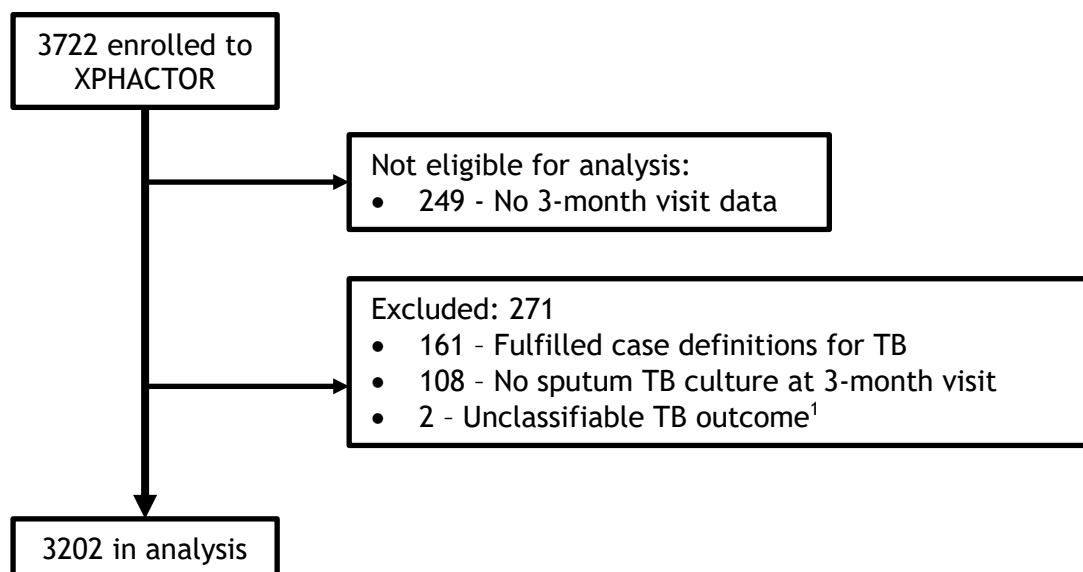 3722 enrolled to
XPHACTOR
Not eligible for analysis:
• 249 - No 3-month visit data
Excluded: 271
• 161 – Fulfilled case definitions for TB
• 108 – No sputum TB culture at 3-month visit
• 2 – Unclassifiable TB outcome¹
3202 in analysis